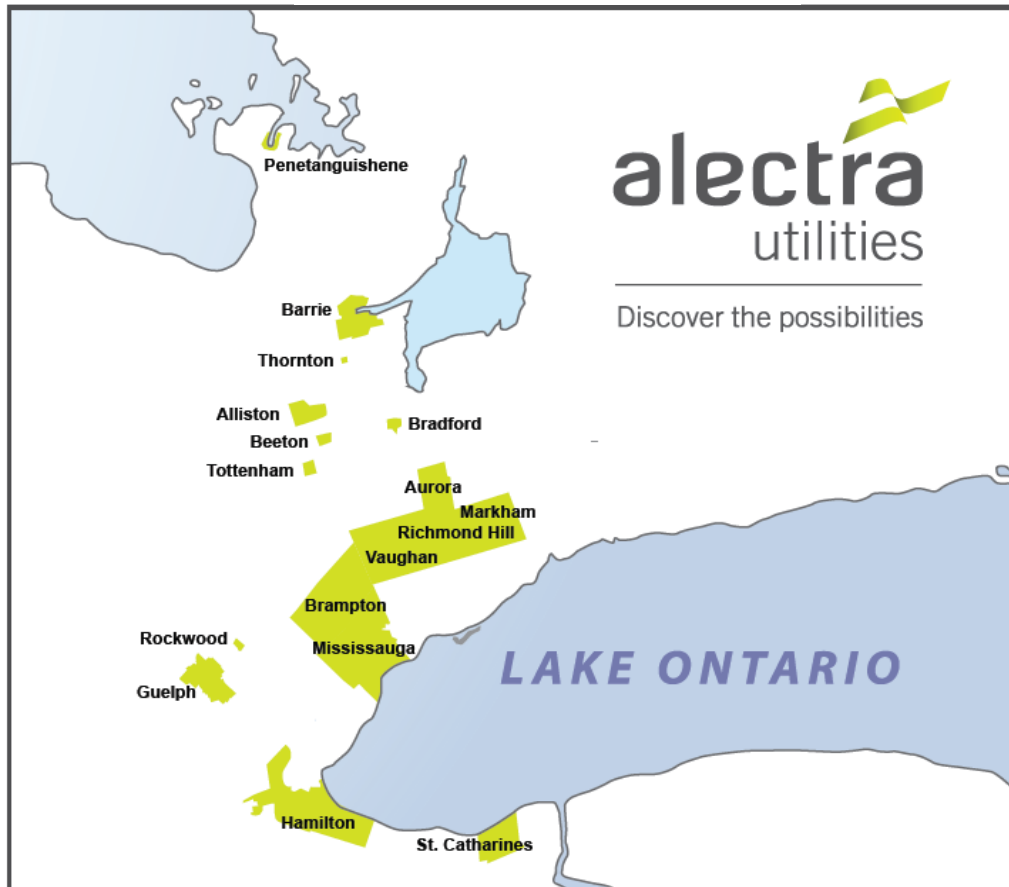 Penetanguishene
alectra
utilities
Discover the possibilities
Barrie
Thornton
Alliston
Bradford
Beeton
Tottenham
Aurora
Markham
Richmond Hill
Vaughan
Brampton
Rockwood
Mississauga
LAKE ONTARIO
Guelph
Hamilton
St. Catharines